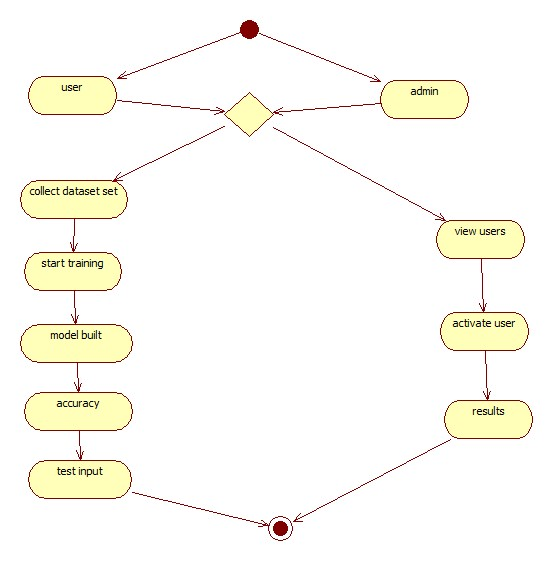 user
admin
collect dataset set
start training
model built
accuracy
test input
view users
activate user
results